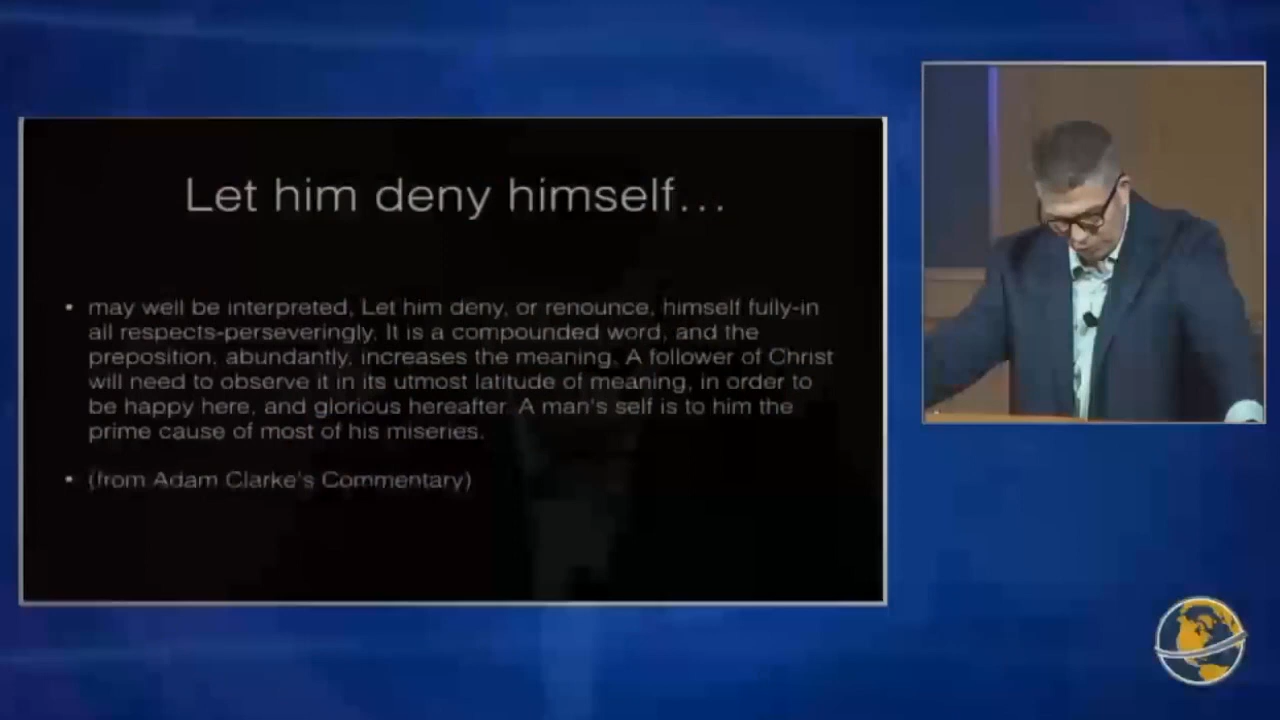 Let him deny himself...
• may well be interpreted, Let him deny, or renounce, himself fully-in
all respects-perseveringly. It is a compounded word, and the
preposition, abundantly, increases the meaning. A follower of Christ
will need to observe it in its utmost latitude of meaning, in order to
be happy here, and glorious hereafter. A man's self is to him the
prime cause of most of his miseries.
• (from Adam Clarke's Commentary)